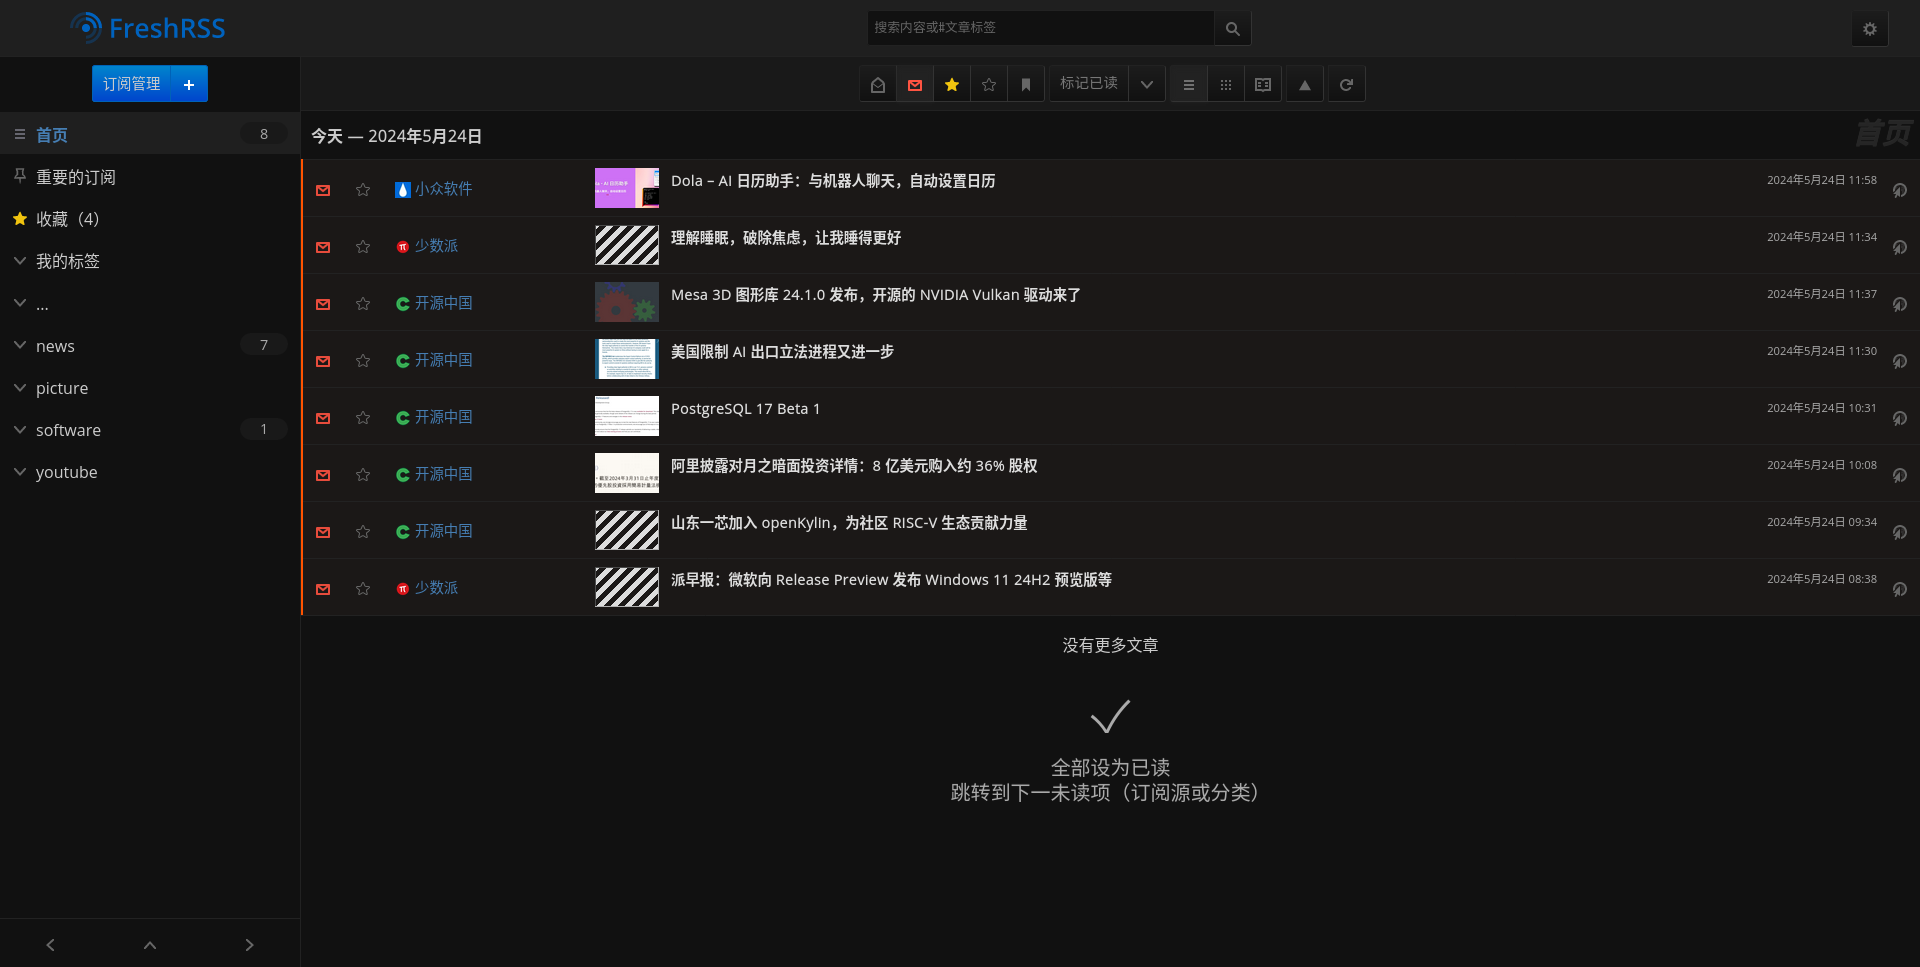 FreshRSS
搜索内容或#文章标签
订阅管理
标记已读
首页 8
重要的订阅
收藏（4）
我的标签
...
news 7
picture
software 1
youtube
今天 — 2024年5月24日
首页
小众软件 Dola – AI 日历助手：与机器人聊天，自动设置日历 2024年5月24日 11:58
少数派 理解睡眠，破除焦虑，让我睡得更好 2024年5月24日 11:34
开源中国 Mesa 3D 图形库 24.1.0 发布，开源的 NVIDIA Vulkan 驱动来了 2024年5月24日 11:37
开源中国 美国限制 AI 出口立法进程又进一步 2024年5月24日 11:30
开源中国 PostgreSQL 17 Beta 1 2024年5月24日 10:31
开源中国 阿里披露对月之暗面投资详情：8 亿美元购入约 36% 股权 2024年5月24日 10:08
开源中国 山东一芯加入 openKylin，为社区 RISC-V 生态贡献力量 2024年5月24日 09:34
少数派 派早报：微软向 Release Preview 发布 Windows 11 24H2 预览版等 2024年5月24日 08:38
没有更多文章
全部设为已读
跳转到下一未读项（订阅源或分类）